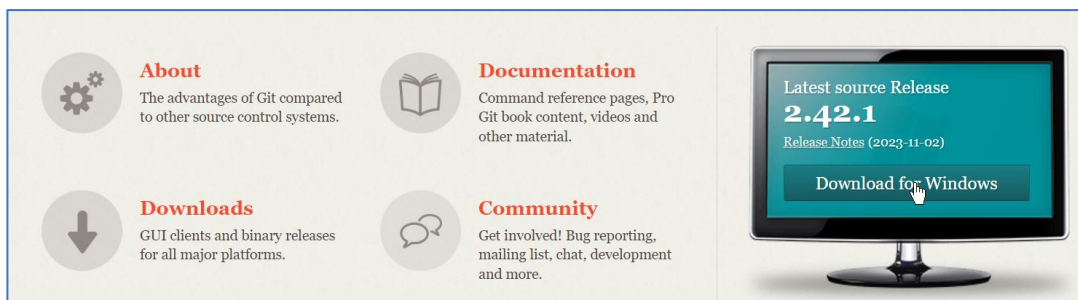 About
The advantages of Git compared
to other source control systems.
Documentation
Command reference pages, Pro
Git book content, videos and
other material.
Downloads
GUI clients and binary releases
for all major platforms.
Community
Get involved! Bug reporting,
mailing list, chat, development
and more.
Latest source Release
2.42.1
Release Notes (2023-11-02)
Download for Windows